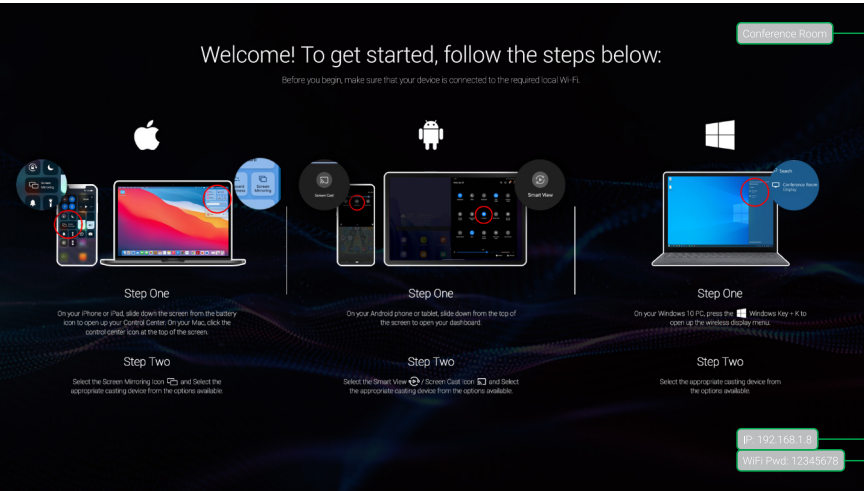 Conference Room
Welcome! To get started, follow the steps below:
Before you begin, make sure that your device is connected to the required local Wi-Fi.
Screen
Mirroring
Screen
Mirroring
Screen Cast
Smart View
Search
Conference Room
Display
Step One
On your iPhone or iPad, slide down the screen from the battery
icon to open up your Control Center. On your Mac, click the
control center icon at the top of the screen.
Step Two
Select the Screen Mirroring Icon and Select the
appropriate casting device from the options available.
Step One
On your Android phone or tablet, slide down from the top of
the screen to open your dashboard.
Step Two
Select the Smart View / Screen Cast Icon and Select
the appropriate casting device from the options available.
Step One
On your Windows 10 PC, press the Windows Key + K to
open up the wireless display menu.
Step Two
Select the appropriate casting device from
the options available.
IP: 192.168.1.8
WiFi Pwd: 12345678